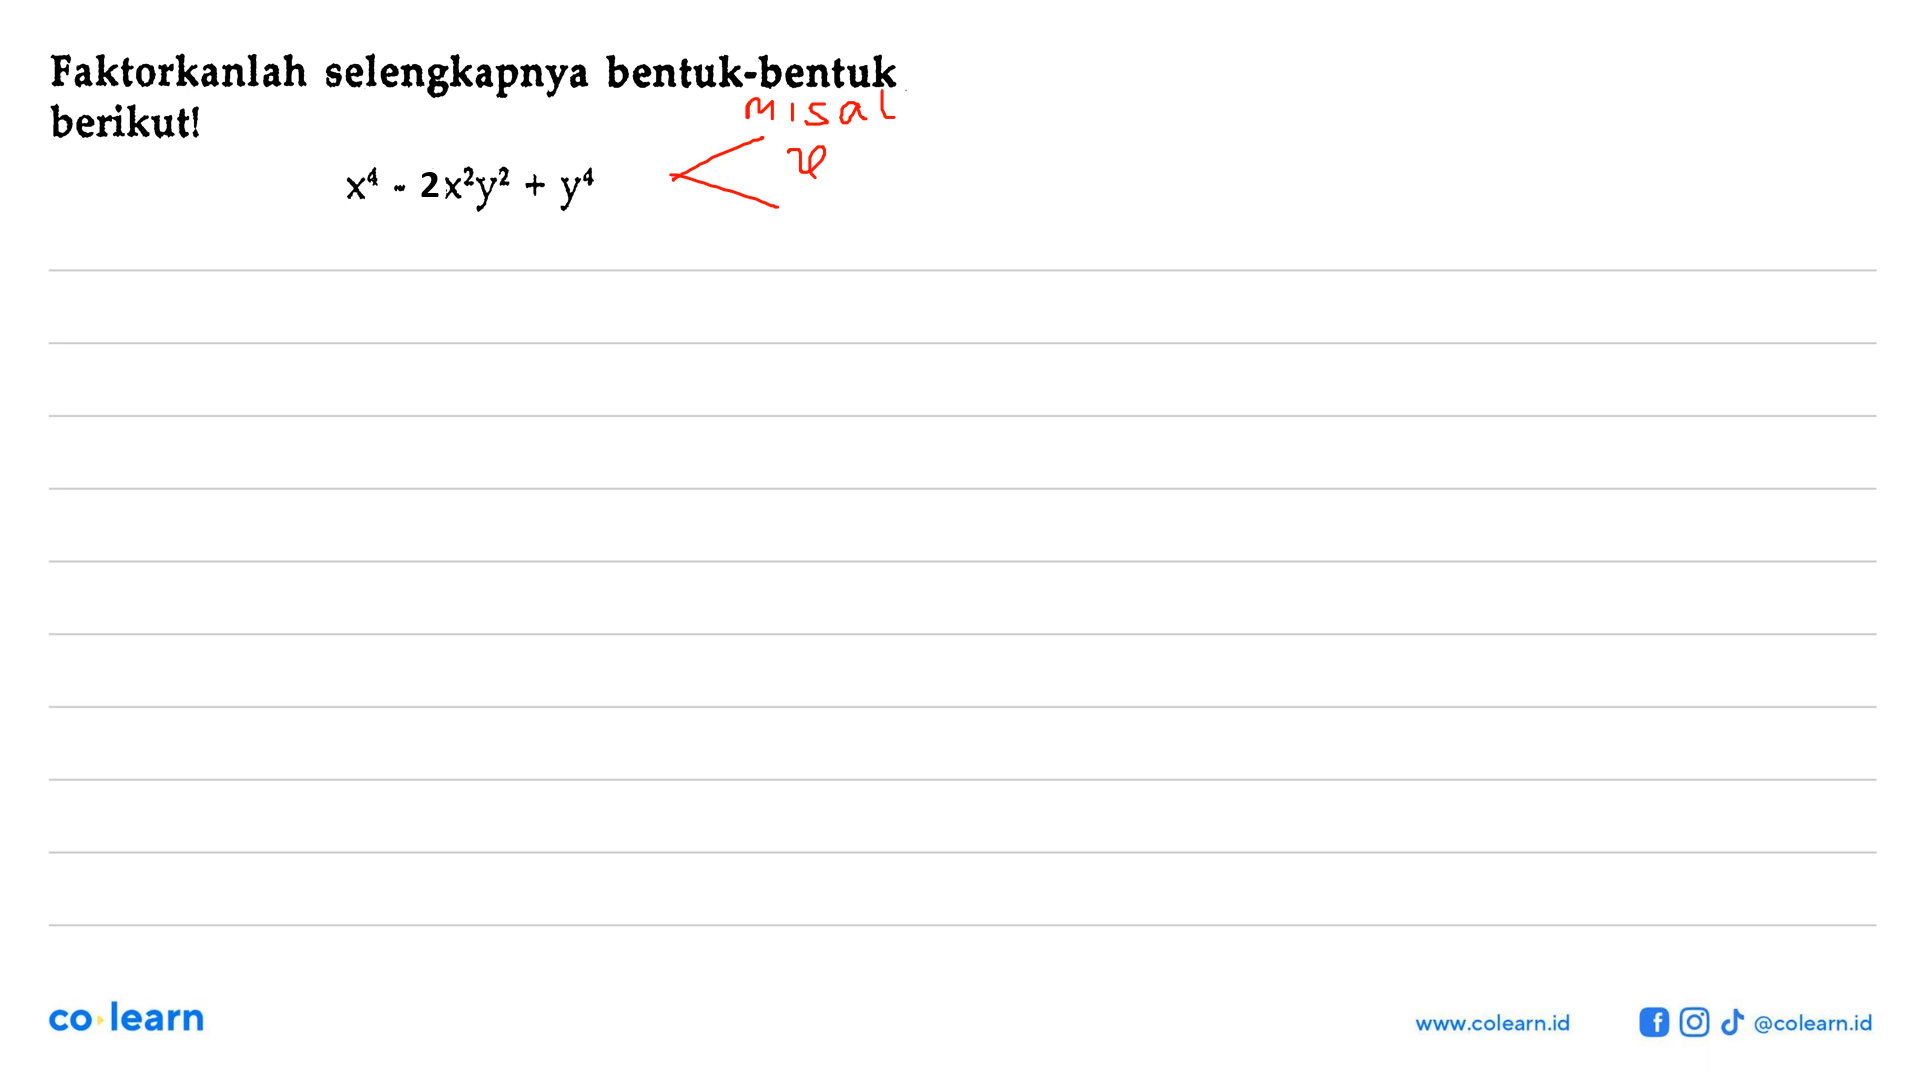 Faktorkanlah selengkapnya bentuk-bentuk
berikut!
misal
x
x⁴ - 2x²y² + y⁴
co learn
www.colearn.id
@colearn.id